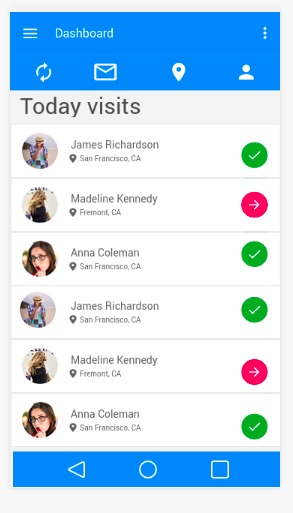 Dashboard
Today visits
James Richardson
San Francisco, CA
Madeline Kennedy
Fremont, CA
Anna Coleman
San Francisco, CA
James Richardson
San Francisco, CA
Madeline Kennedy
Fremont, CA
Anna Coleman
San Francisco, CA